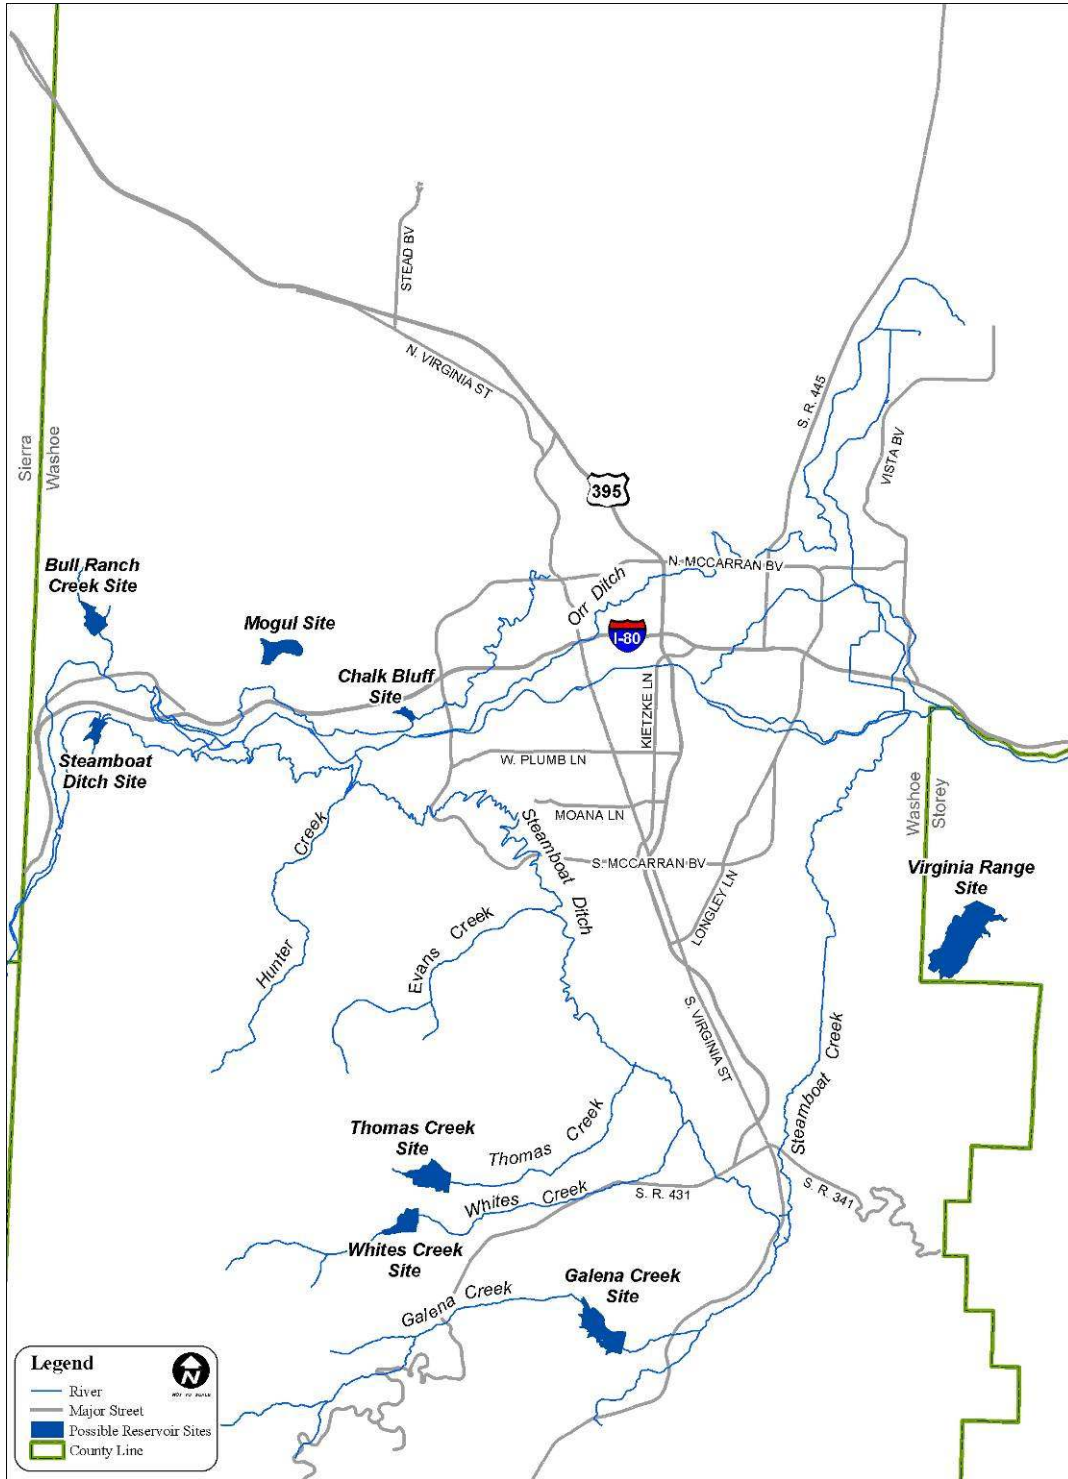 STEAD BV
N. VIRGINIA ST
S. R. 445
VISTA BV
Sierra
Washoe
395
Bull Ranch
Creek Site
N. MCCARRAN BV
Orr Ditch
Mogul Site
I-80
Chalk Bluff
Site
KIETZKE LN
Steamboat
Ditch Site
W. PLUMB LN
MOANA LN
Washoe
Storey
Creek
Hunter
Steamboat Ditch
S. MCCARRAN BV
LONGLEY LN
Virginia Range
Site
Evans Creek
S. VIRGINIA ST
Steamboat Creek
Thomas Creek
Site
Thomas Creek
Whites Creek
S. R. 431
S. R. 341
Whites Creek
Site
Galena Creek
Galena Creek
Site
Legend
N
NOT TO SCALE
River
Major Street
Possible Reservoir Sites
County Line